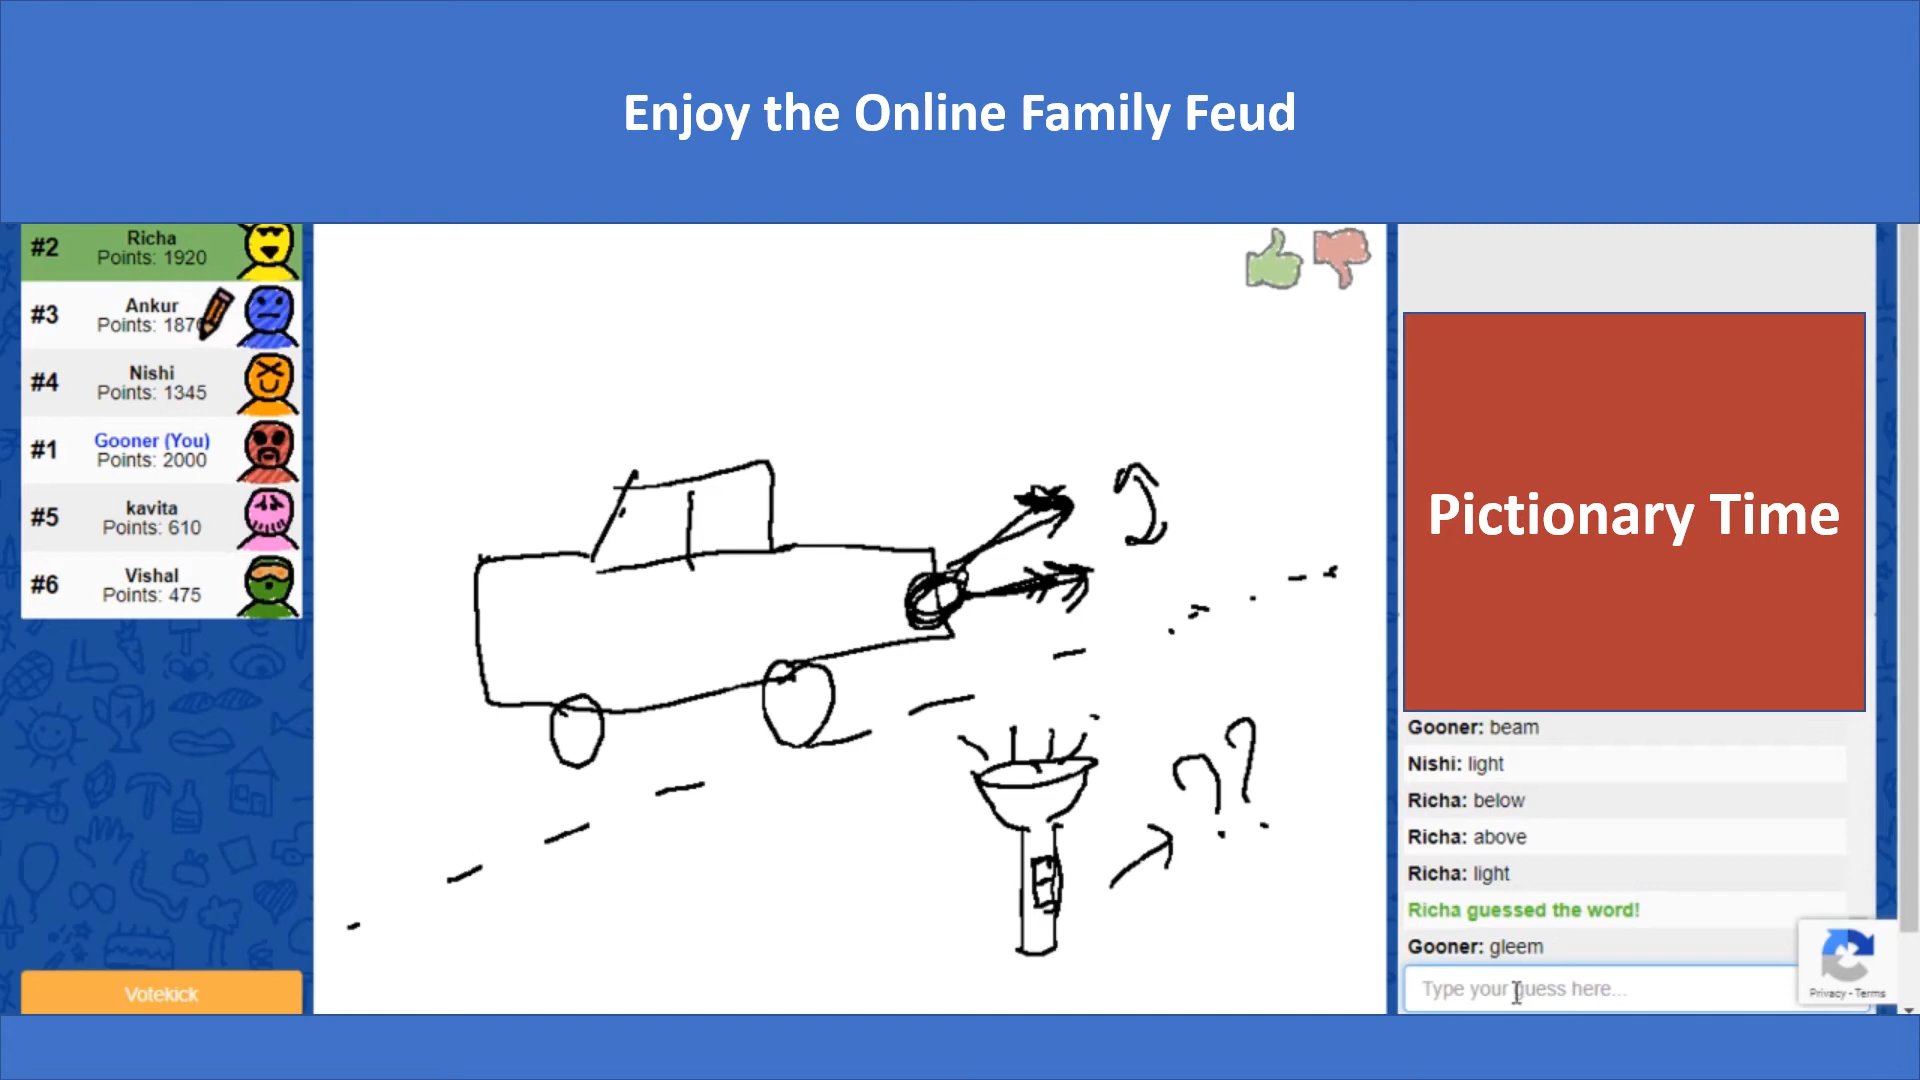 Enjoy the Online Family Feud
#2
Richa
Points: 1920
#3
Ankur
Points: 187
#4
Nishi
Points: 1345
#1
Gooner (You)
Points: 2000
#5
kavita
Points: 610
#6
Vishal
Points: 475
Votekick
??
Pictionary Time
Gooner: beam
Nishi: light
Richa: below
Richa: above
Richa: light
Richa guessed the word!
Gooner: gleem
Type your guess here...
Privacy - Terms